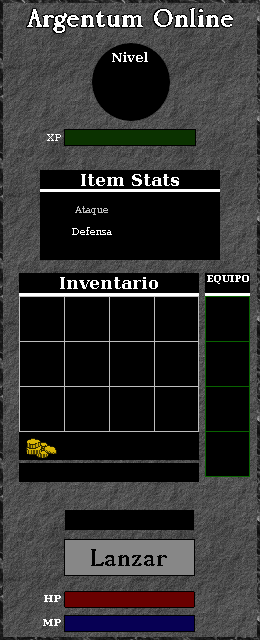 Argentum Online
Nivel
XP
Item Stats
Ataque
Defensa
Inventario
EQUIPO
Lanzar
HP
MP